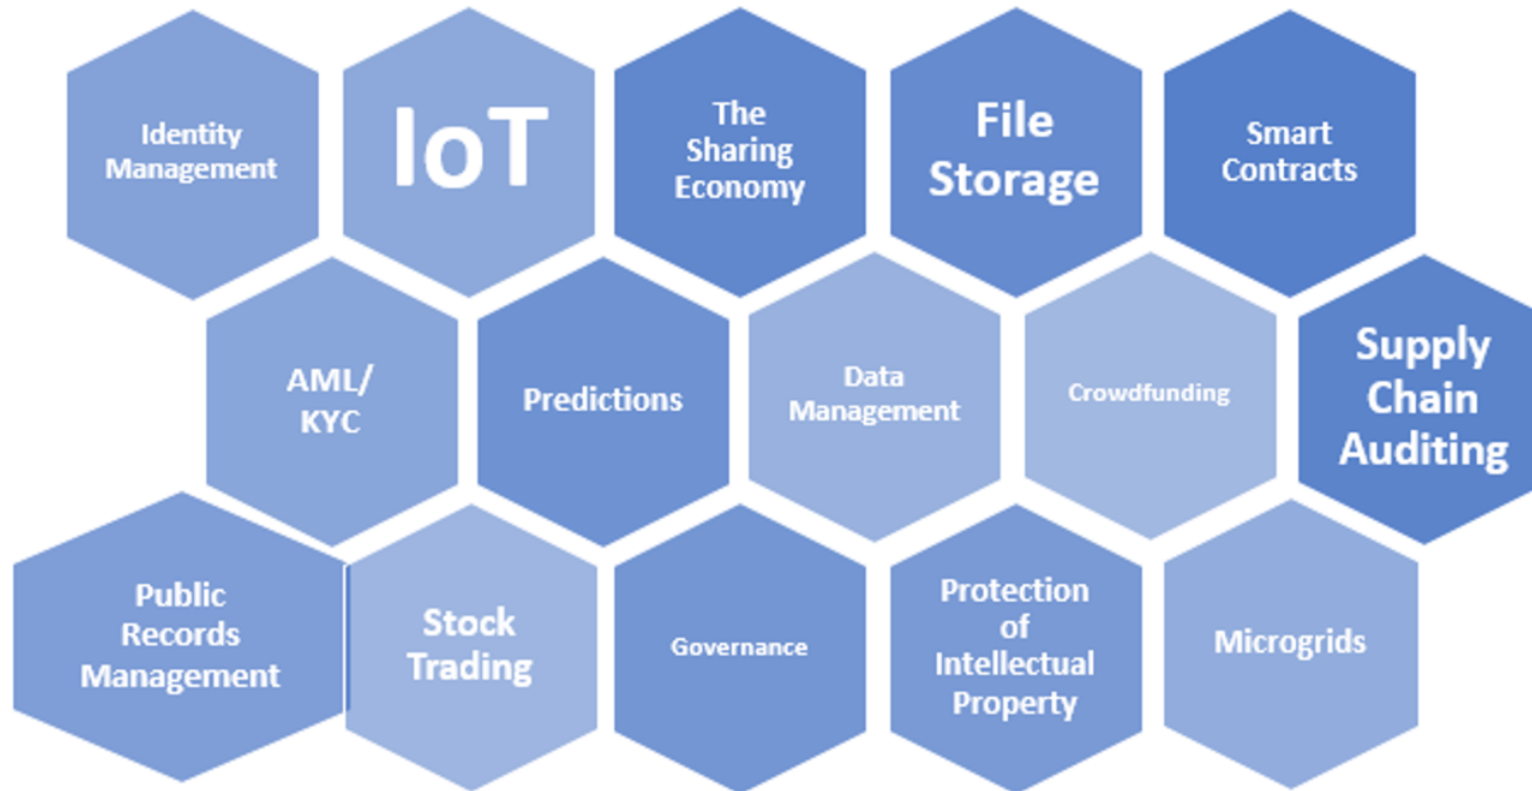 Identity
Management
IoT
The
Sharing
Economy
File
Storage
Smart
Contracts
AML/
KYC
Predictions
Data
Management
Crowdfunding
Supply
Chain
Auditing
Public
Records
Management
Stock
Trading
Governance
Protection
of
Intellectual
Property
Microgrids